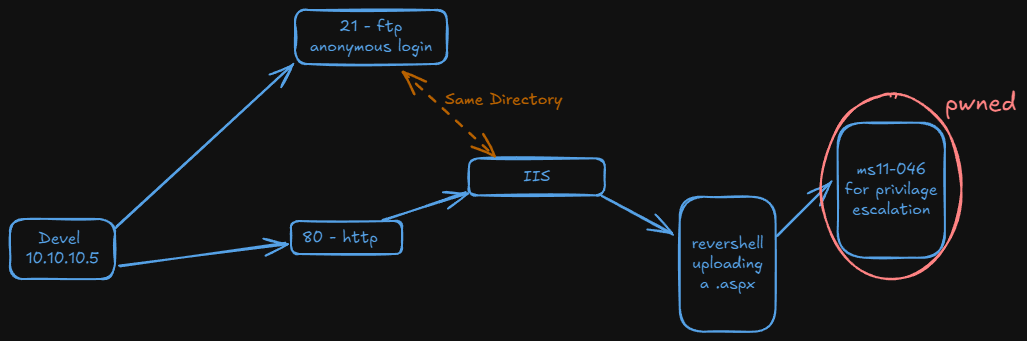 21 - ftp
anonymous login
Same Directory
pwned
IIS
ms11-046
for privilage
escalation
Devel
10.10.10.5
80 - http
revershell
uploading
a .aspx